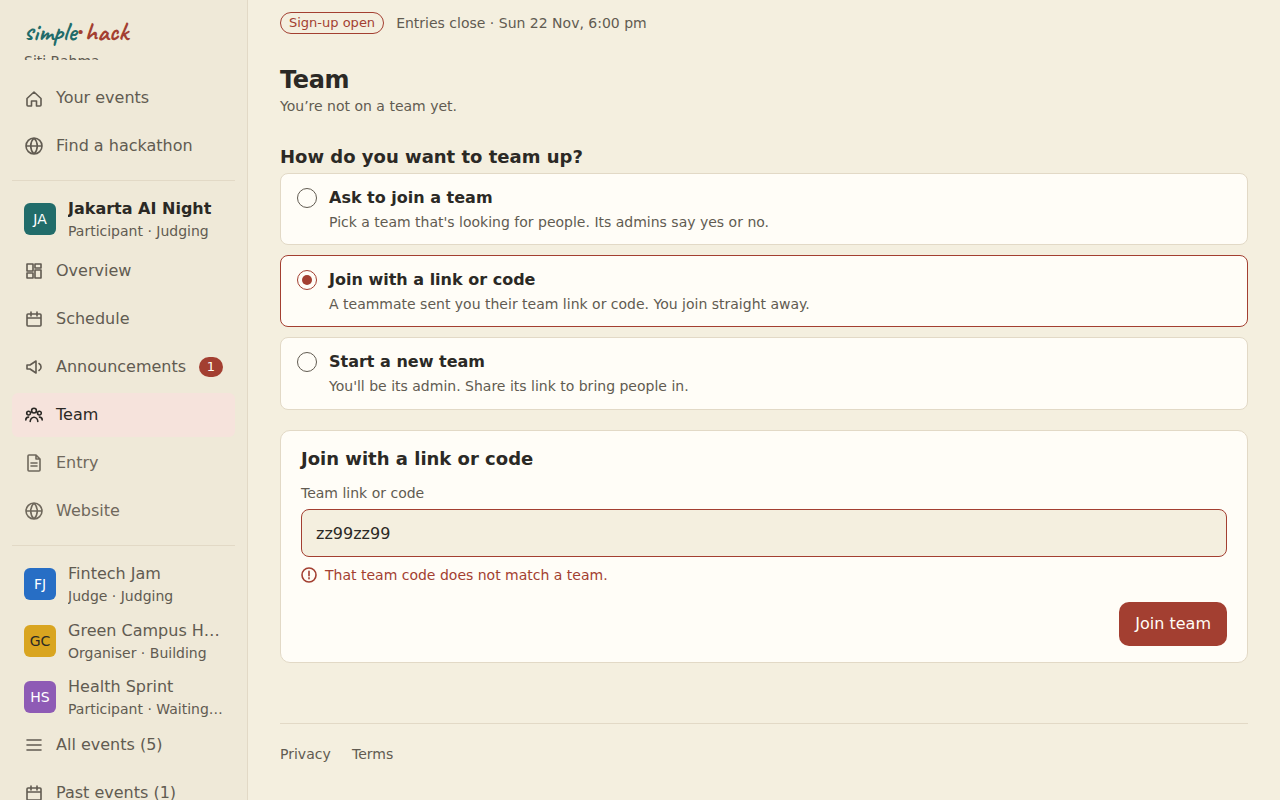 simple·hack
Siti Rahma
Your events
Find a hackathon
JA
Jakarta AI Night
Participant · Judging
Overview
Schedule
Announcements
1
Team
Entry
Website
FJ
Fintech Jam
Judge · Judging
GC
Green Campus H…
Organiser · Building
HS
Health Sprint
Participant · Waiting…
All events (5)
Past events (1)
Sign-up open
Entries close · Sun 22 Nov, 6:00 pm
Team
You’re not on a team yet.
How do you want to team up?
Ask to join a team
Pick a team that's looking for people. Its admins say yes or no.
Join with a link or code
A teammate sent you their team link or code. You join straight away.
Start a new team
You'll be its admin. Share its link to bring people in.
Join with a link or code
Team link or code
zz99zz99
That team code does not match a team.
Join team
Privacy
Terms